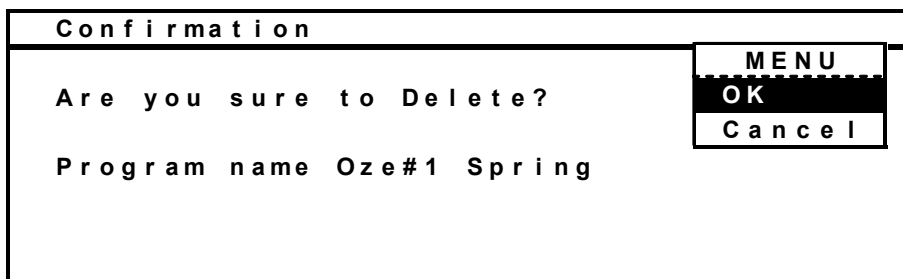 Confirmation
MENU
Are you sure to Delete?
OK
Cancel
Program name Oze#1 Spring